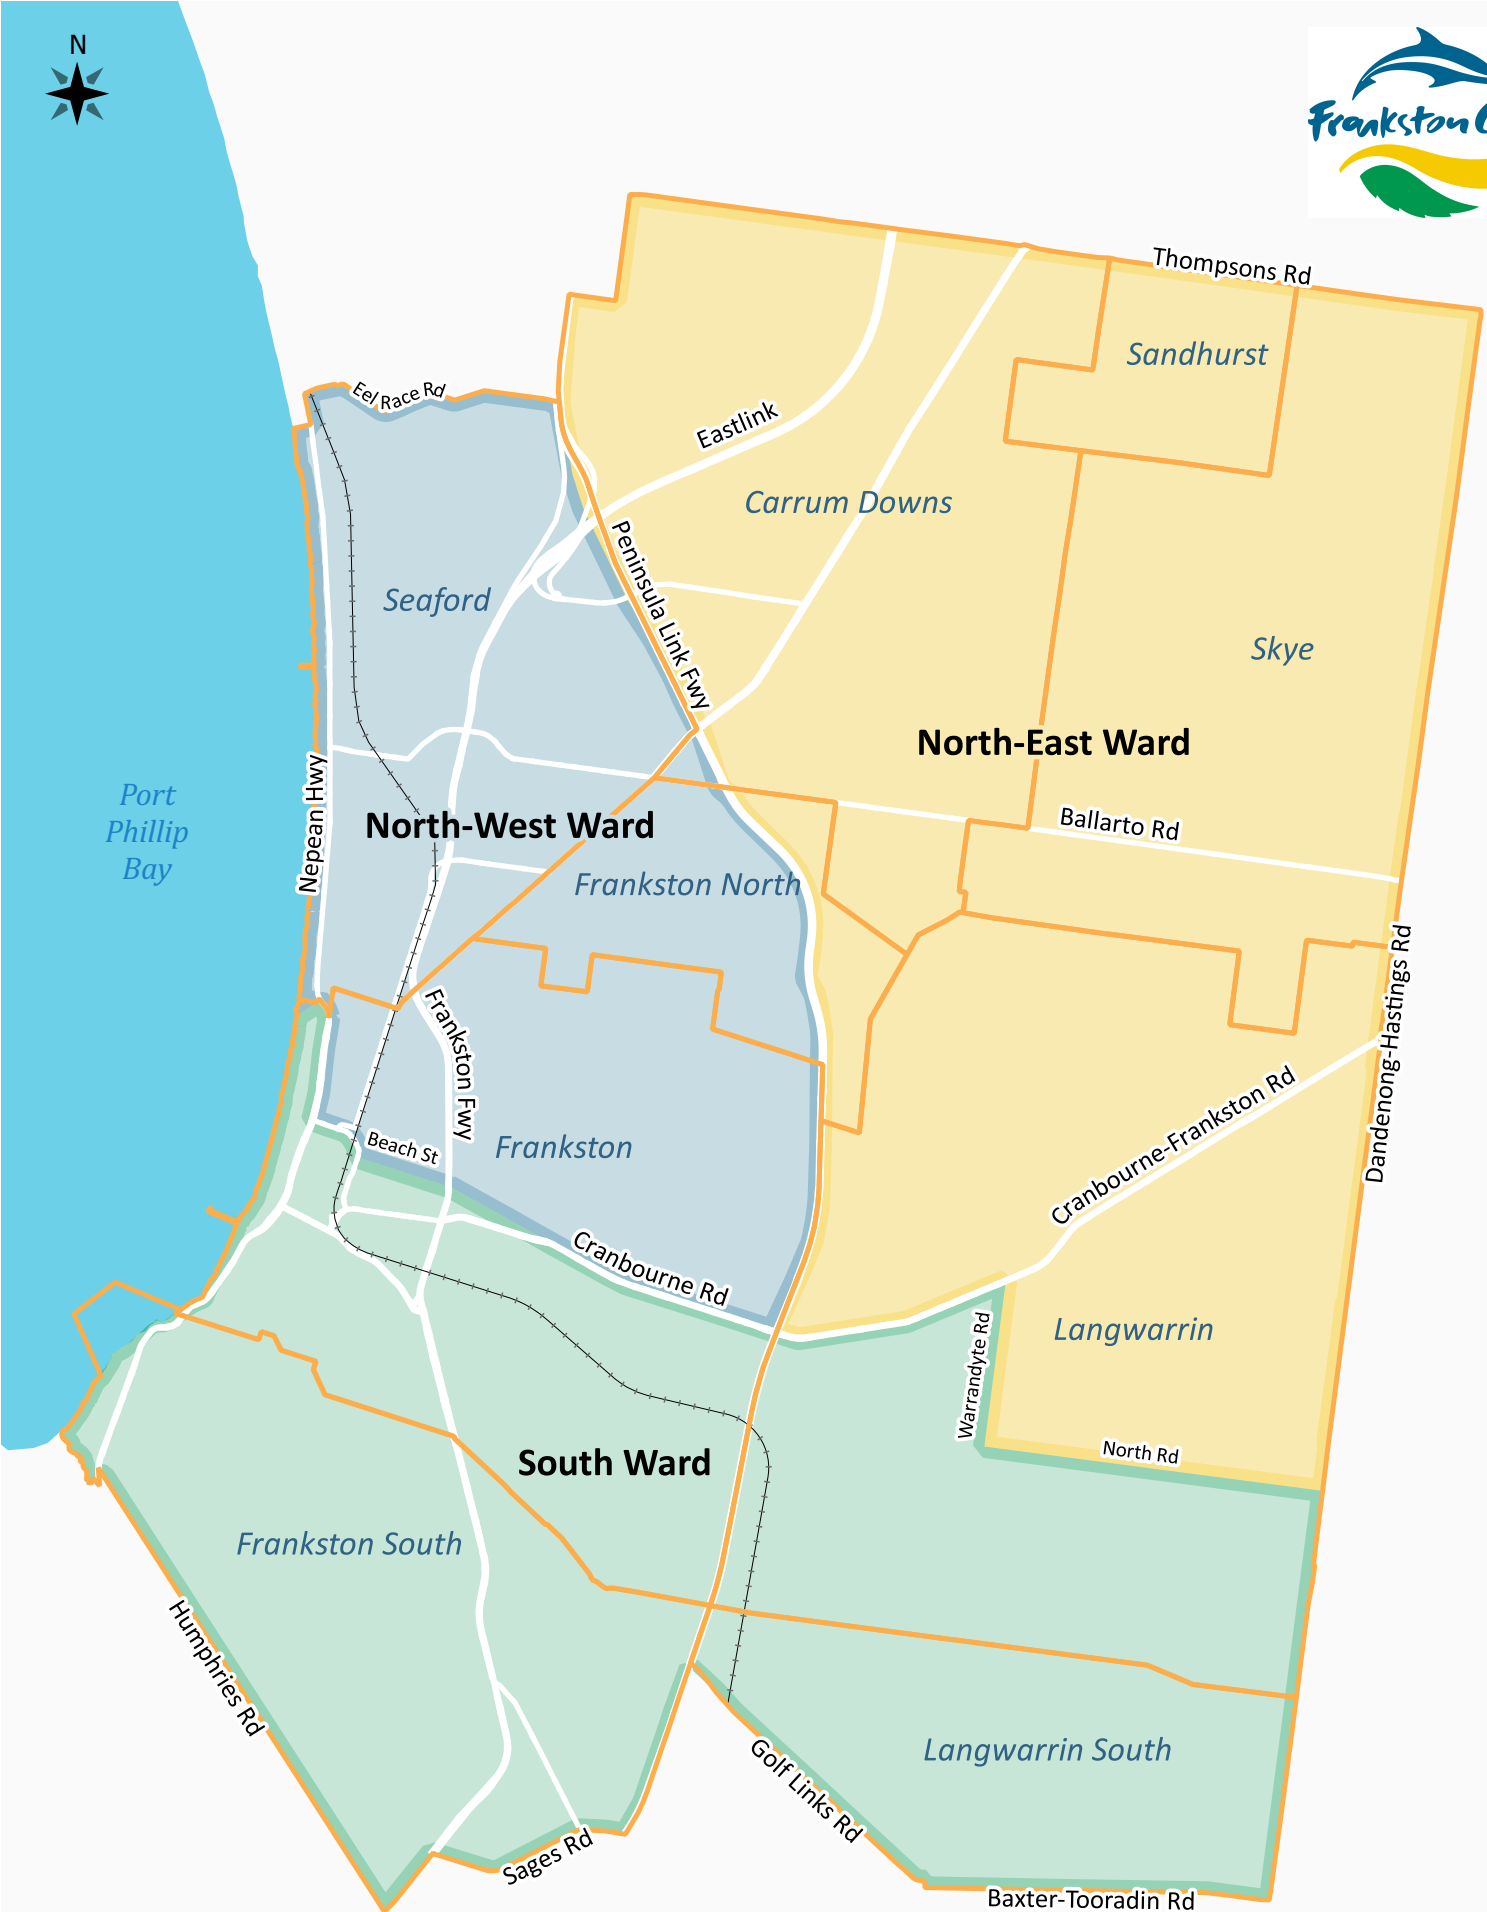 N
Frankston
Thompsons Rd
Sandhurst
Eel Race Rd
Eastlink
Carrum Downs
Peninsula Link Fwy
Seaford
Skye
North-East Ward
Port
Phillip
Bay
Nepean Hwy
North-West Ward
Ballarto Rd
Frankston North
Dandenong-Hastings Rd
Frankston Fwy
Cranbourne-Frankston Rd
Beach St
Frankston
Cranbourne Rd
Warrandyte Rd
Langwarrin
North Rd
South Ward
Frankston South
Humphries Rd
Langwarrin South
Golf Links Rd
Sages Rd
Baxter-Tooradin Rd